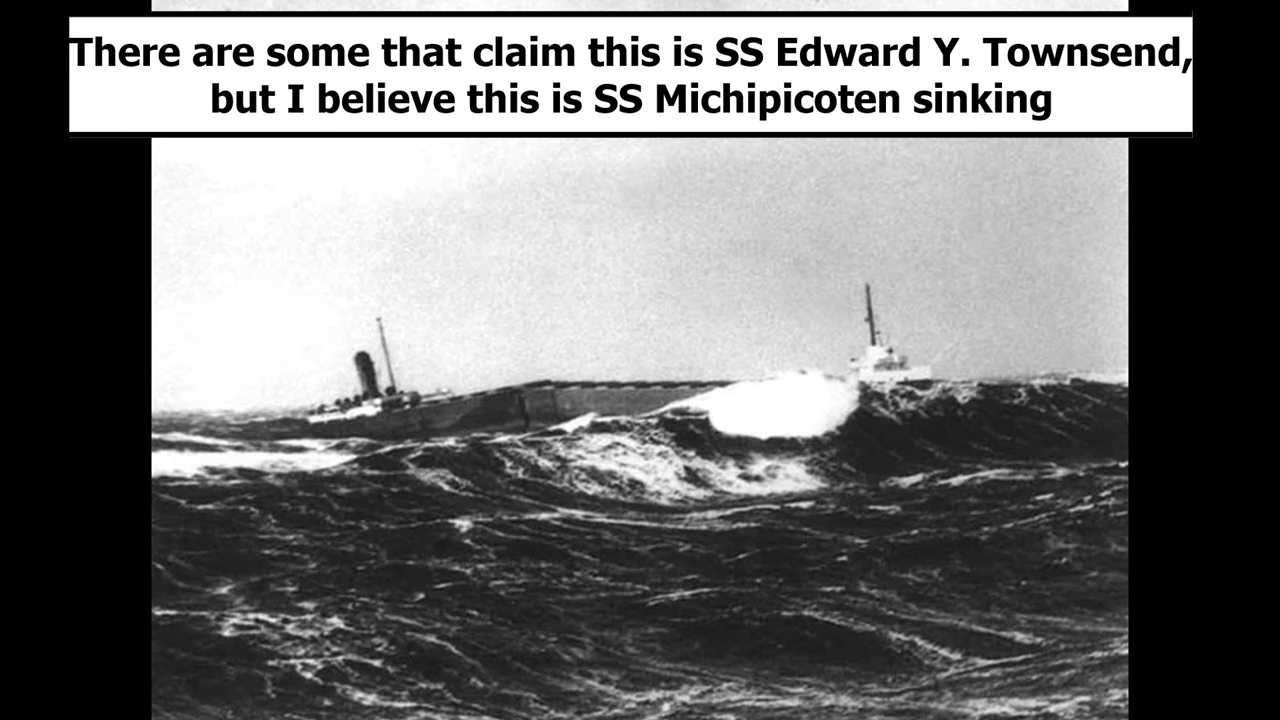 There are some that claim this is SS Edward Y. Townsend,
but I believe this is SS Michipicoten sinking